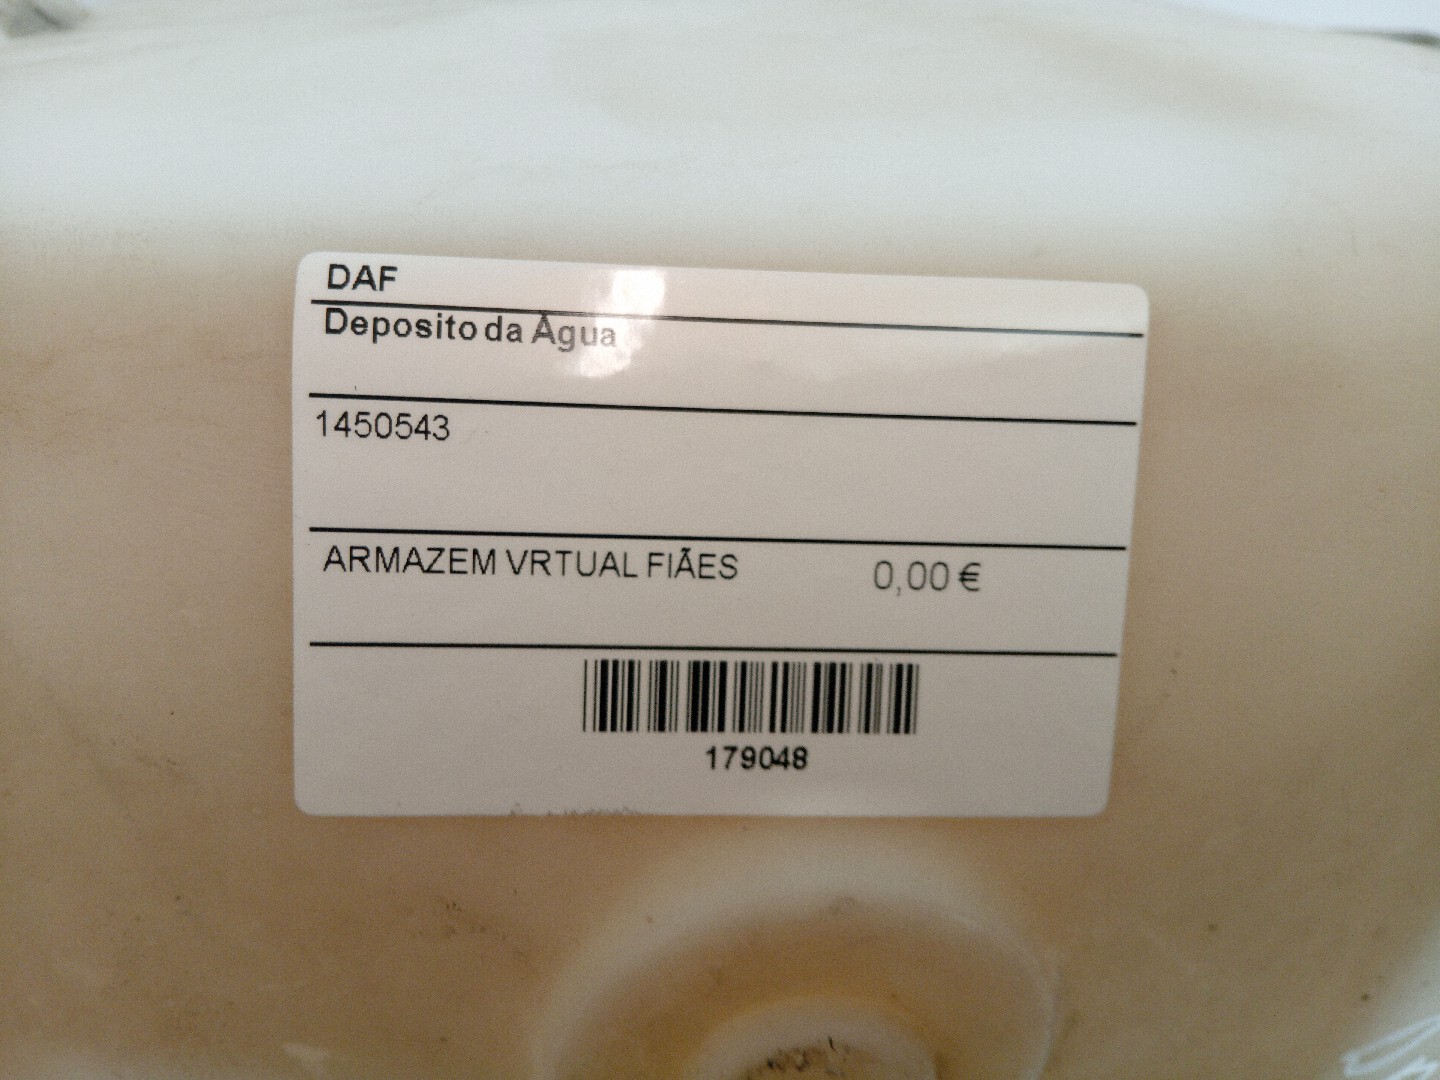 DAF
Deposito da Água
1450543
ARMAZEM VRTUAL FIÃES
0,00 €
179048